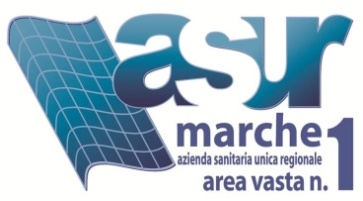 asur
marche
azienda sanitaria unica regionale
area vasta n. 1